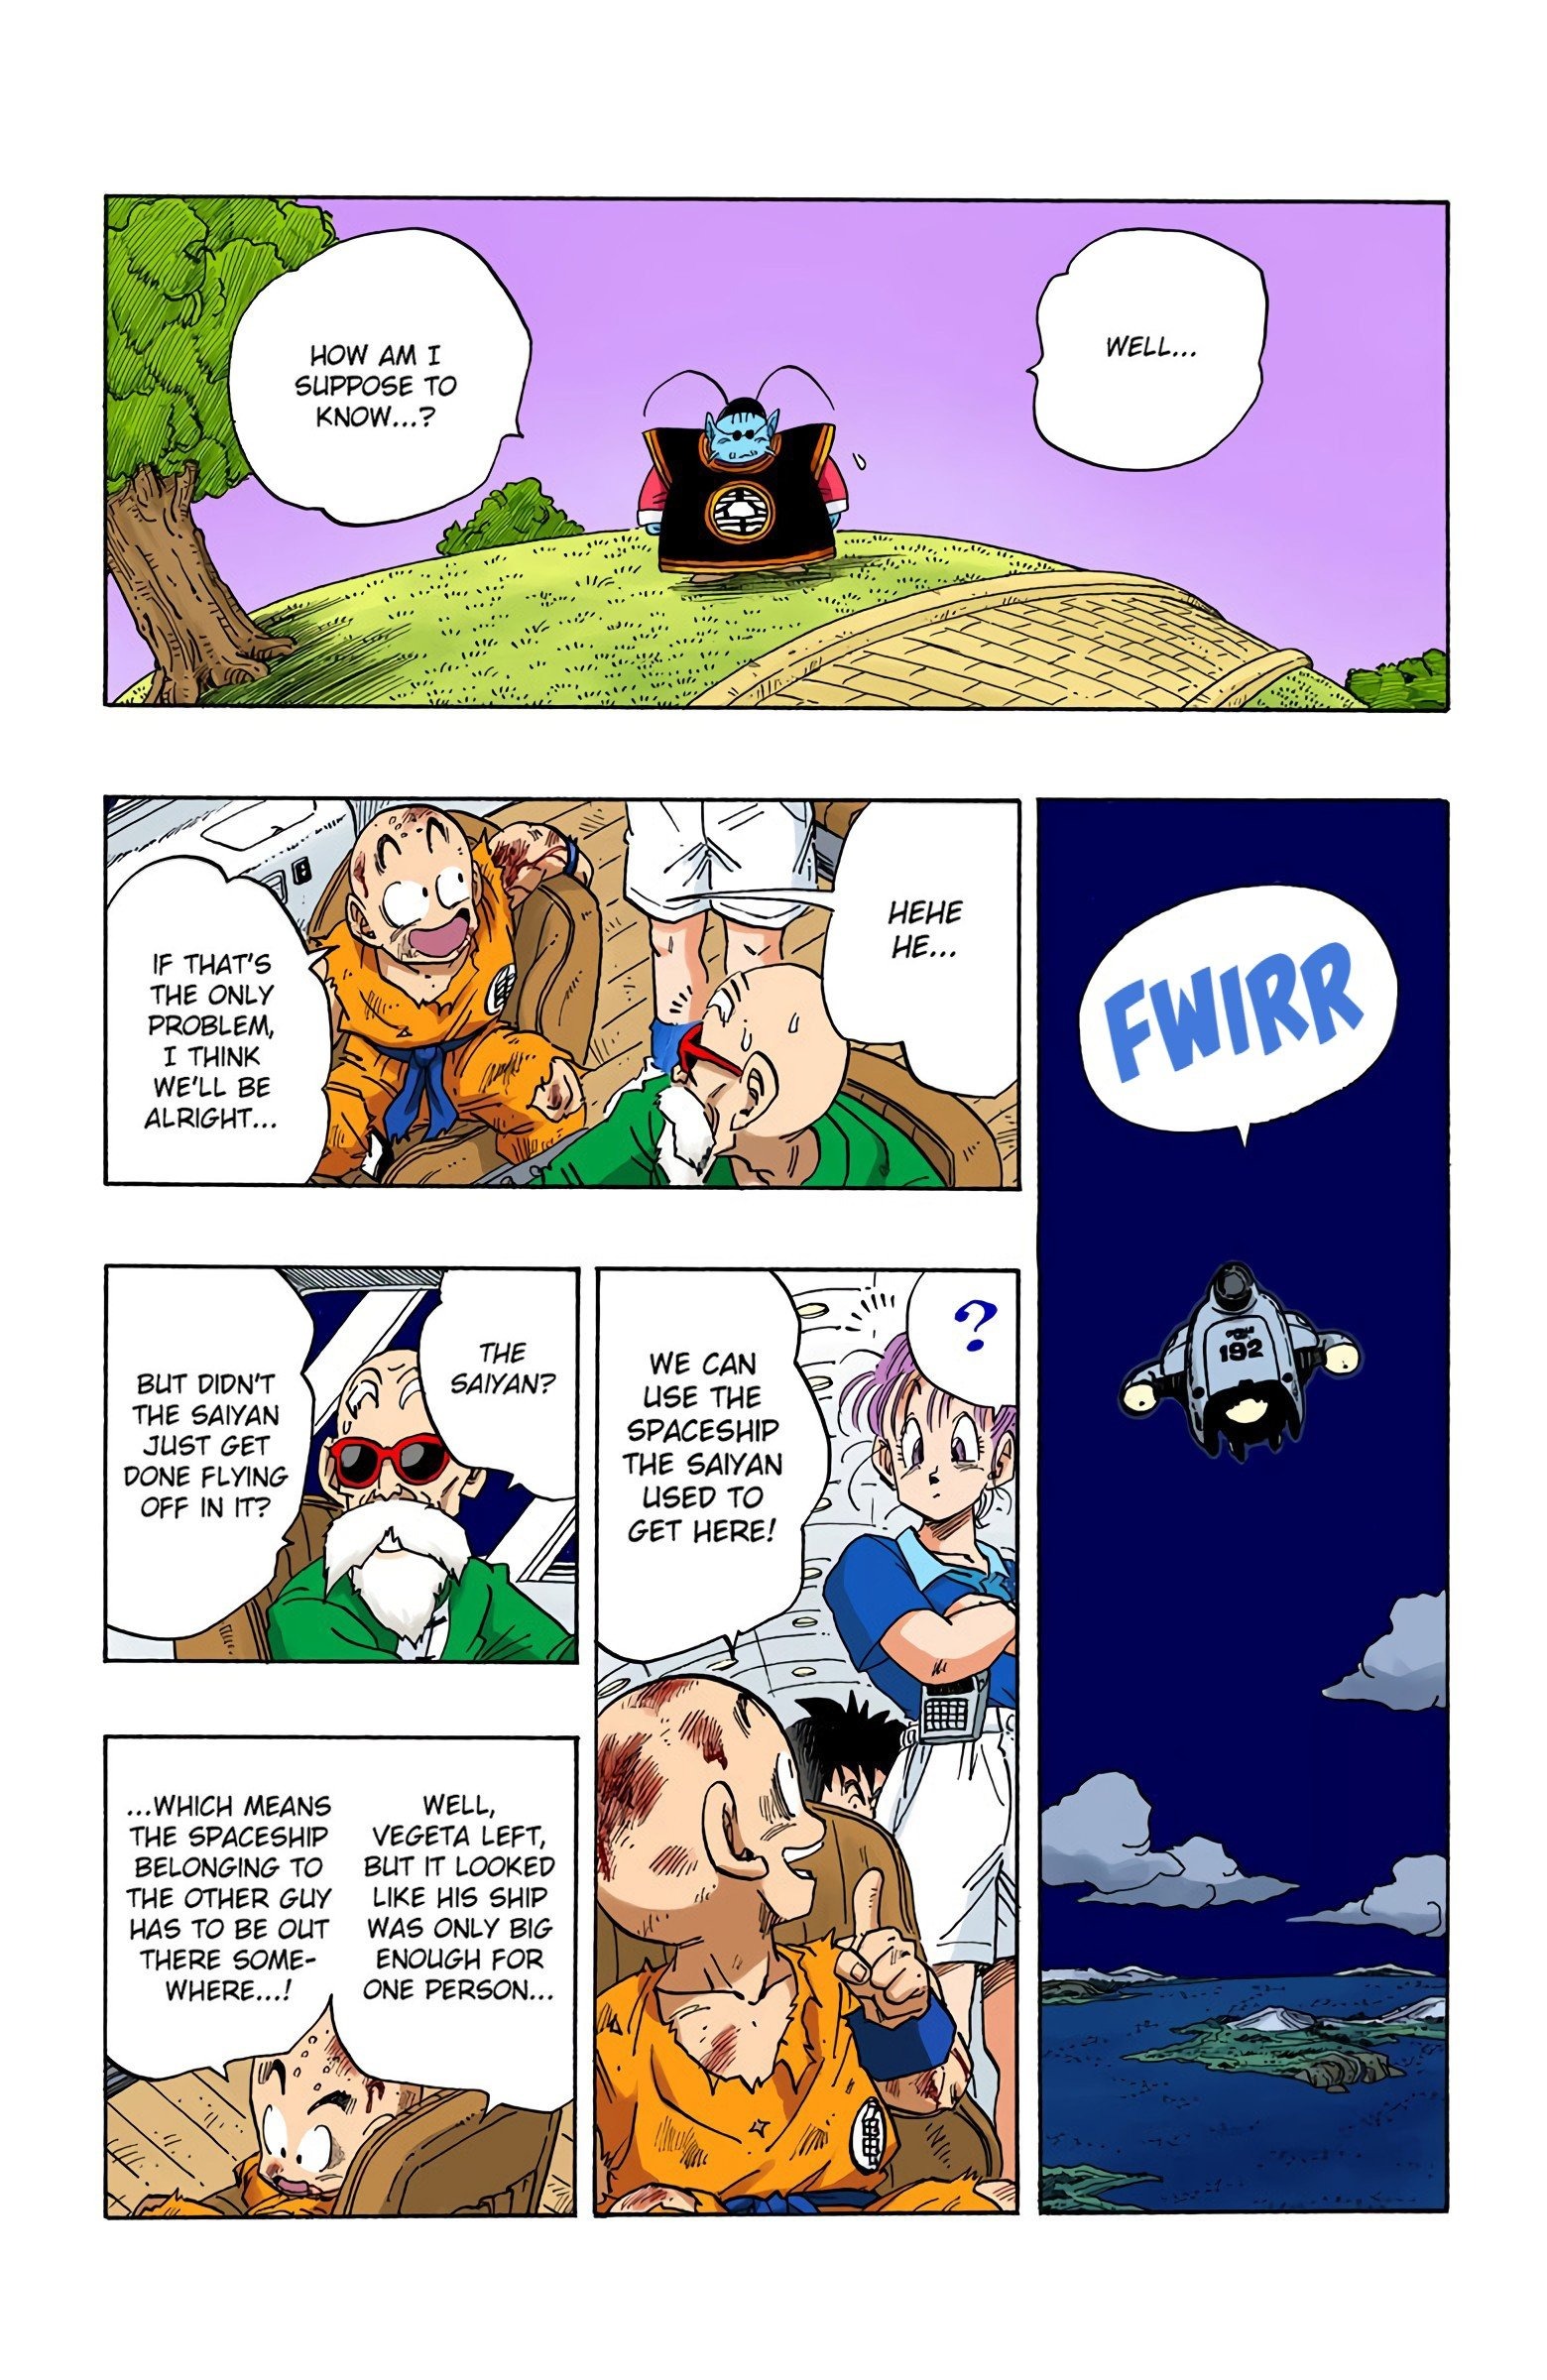 WELL...
HOW AM I
SUPPOSE TO
KNOW...?
FWIRR
192
HEHE
HE...
IF THAT'S
THE ONLY
PROBLEM,
I THINK
WE'LL BE
ALRIGHT...
?
WE CAN
USE THE
SPACESHIP
THE SAIYAN
USED TO
GET HERE!
THE
SAIYAN?
BUT DIDN'T
THE SAIYAN
JUST GET
DONE FLYING
OFF IN IT?
WELL,
VEGETA LEFT,
BUT IT LOOKED
LIKE HIS SHIP
WAS ONLY BIG
ENOUGH FOR
ONE PERSON...
...WHICH MEANS
THE SPACESHIP
BELONGING TO
THE OTHER GUY
HAS TO BE OUT
THERE SOME-
WHERE...!